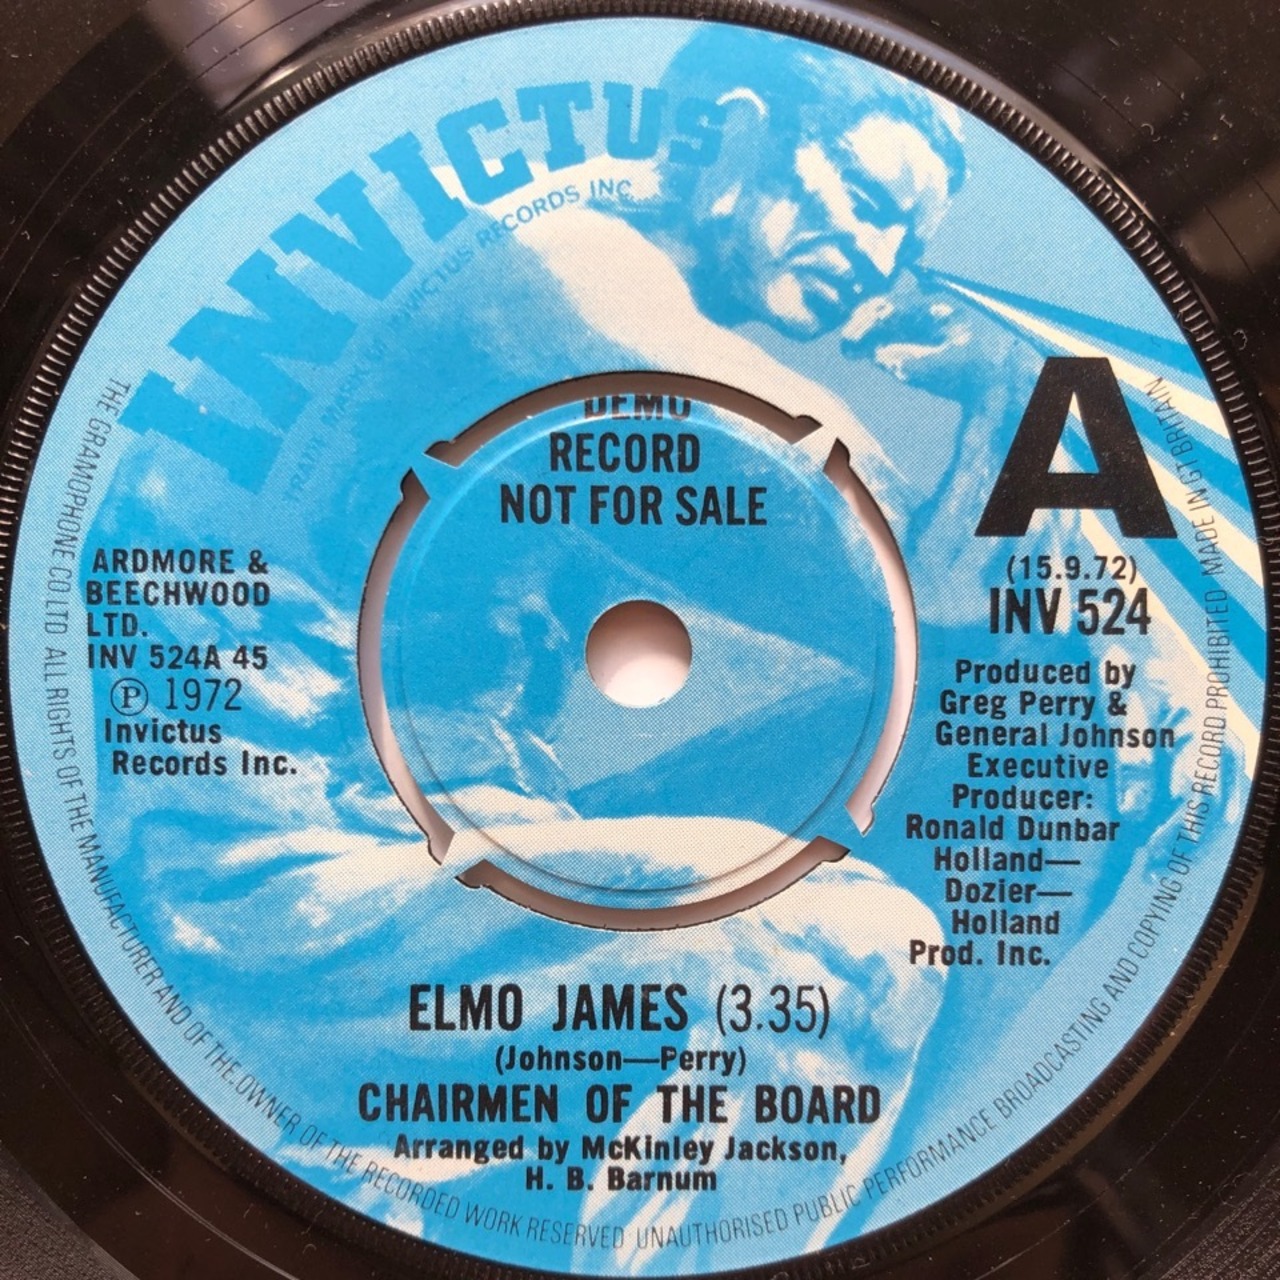 INVICTUS
TRADE MARK OF INVICTUS RECORDS INC.
DEMO
RECORD
NOT FOR SALE
A
(15.9.72)
INV 524
ARDMORE &
BEECHWOOD
LTD.
INV 524A 45
Ⓟ 1972
Invictus
Records Inc.
Produced by
Greg Perry &
General Johnson
Executive
Producer:
Ronald Dunbar
Holland—
Dozier—
Holland
Prod. Inc.
ELMO JAMES (3.35)
(Johnson—Perry)
CHAIRMEN OF THE BOARD
Arranged by McKinley Jackson,
H. B. Barnum
THE GRAMOPHONE CO LTD ALL RIGHTS OF THE MANUFACTURER AND OF THE OWNER OF THE RECORDED WORK RESERVED UNAUTHORISED PUBLIC PERFORMANCE BROADCASTING AND COPYING OF THIS RECORD PROHIBITED MADE IN GT BRITAIN